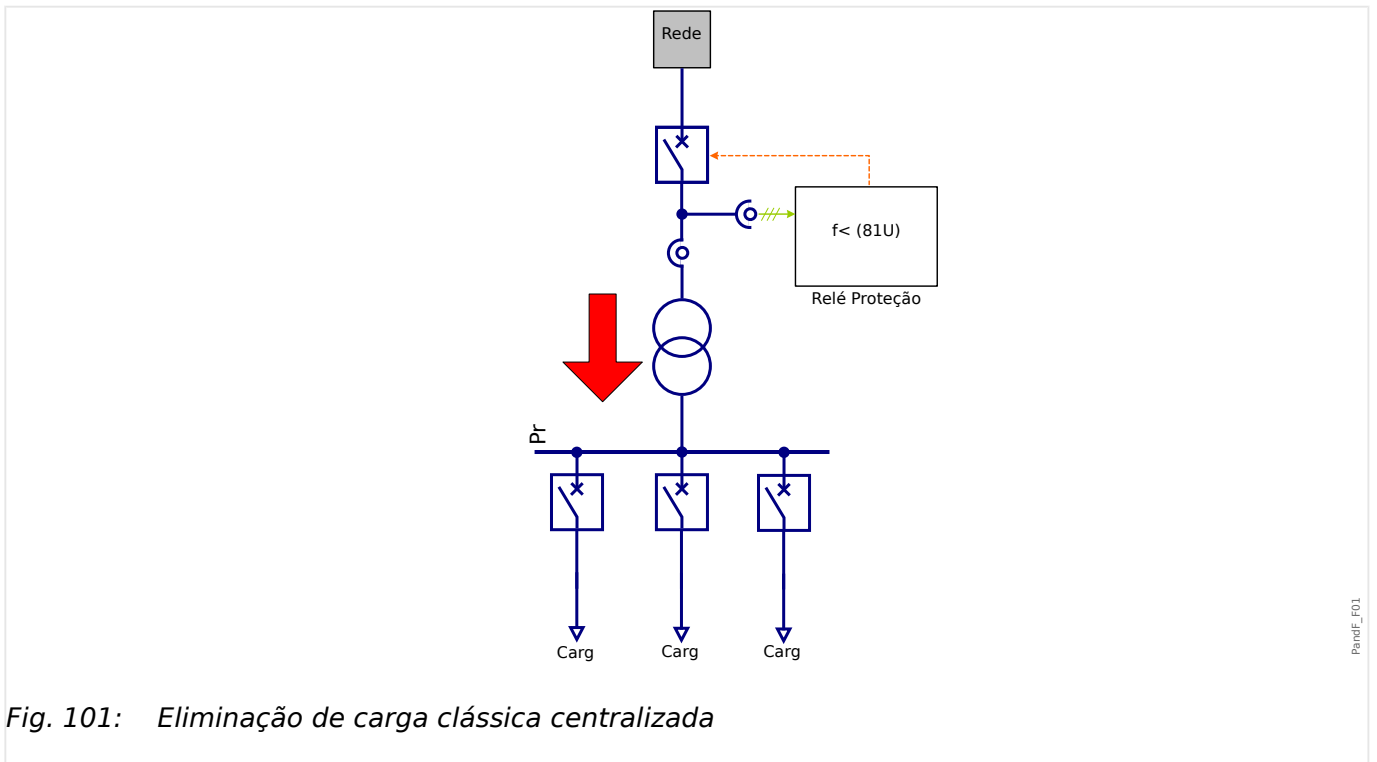 Rede
f< (81U)
Relé Proteção
Pr
Carg
Carg
Carg
PandF_F01
Fig. 101: Eliminação de carga clássica centralizada